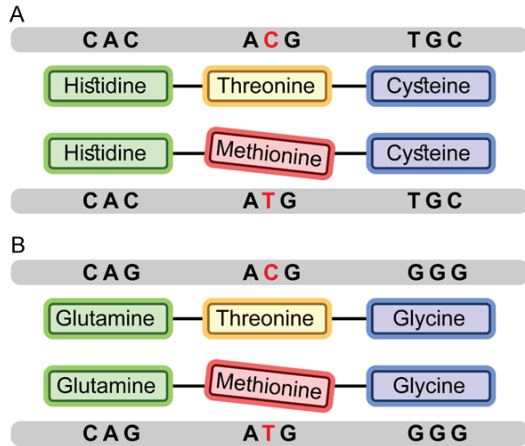 A
CAC ACG TGC
Histidine Threonine Cysteine
Histidine Methionine Cysteine
CAC ATG TGC
B
CAG ACG GGG
Glutamine Threonine Glycine
Glutamine Methionine Glycine
CAG ATG GGG